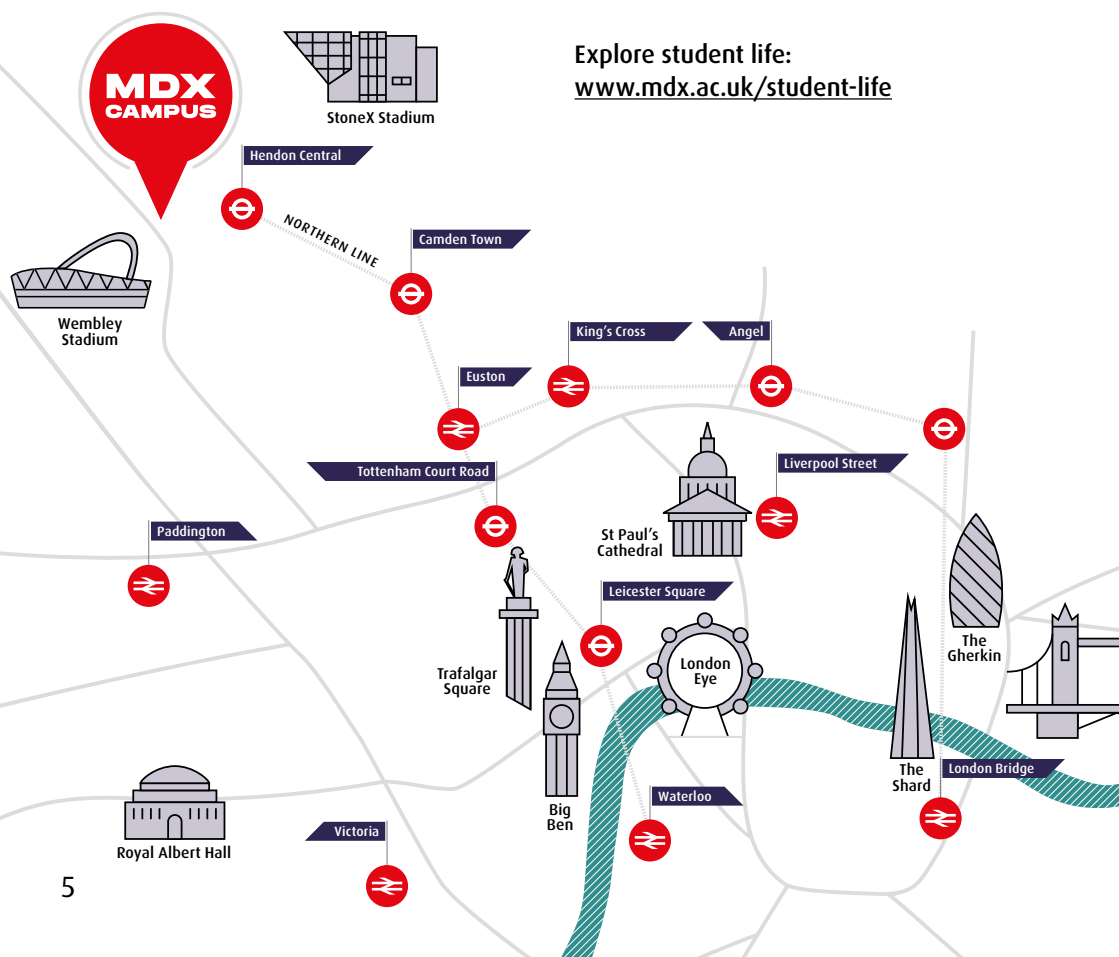 MDX
CAMPUS
StoneX Stadium
Explore student life:
www.mdx.ac.uk/student-life
Hendon Central
NORTHERN LINE
Camden Town
Wembley
Stadium
King's Cross
Angel
Euston
Tottenham Court Road
Liverpool Street
St Paul's
Cathedral
Paddington
Leicester Square
The
Gherkin
London
Eye
Trafalgar
Square
The
Shard
London Bridge
Big
Ben
Waterloo
Royal Albert Hall
Victoria
5